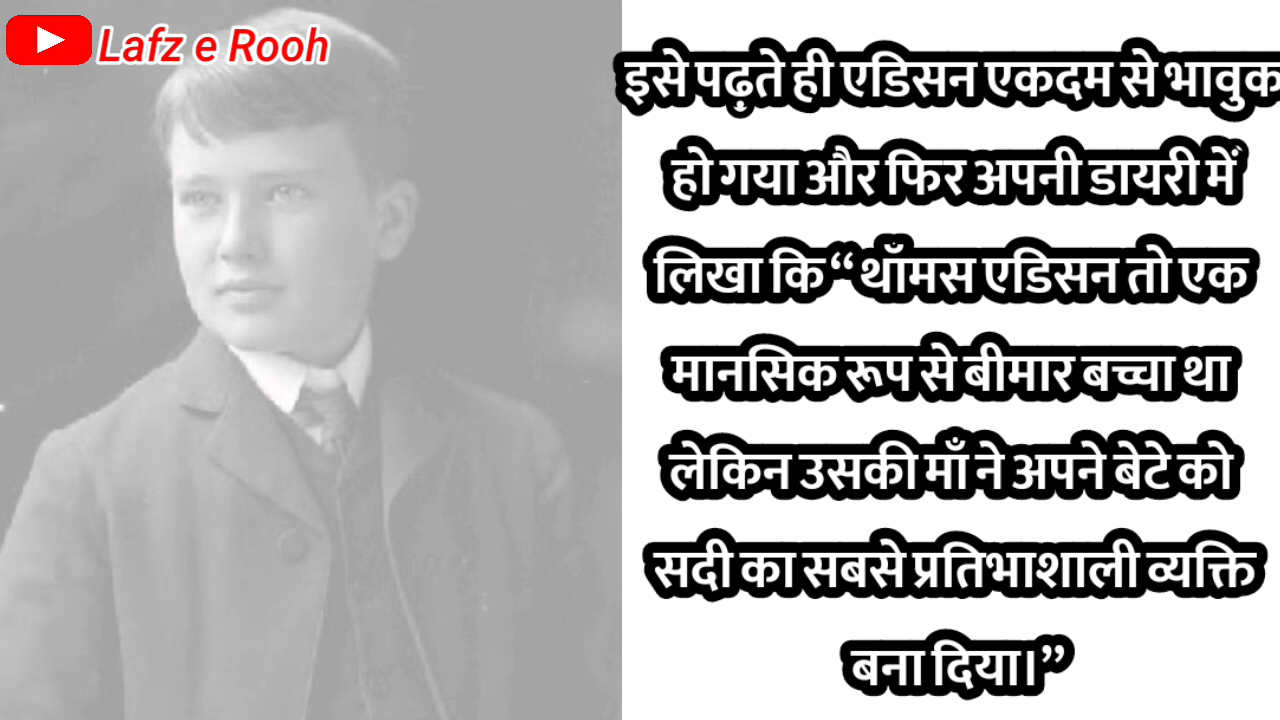 Lafz e Rooh
इसे पढ़ते ही एडिसन एकदम से भावुक
हो गया और फिर अपनी डायरी में
लिखा कि“थॉमस एडिसन तो एक
मानसिक रूप से बीमार बच्चा था
लेकिन उसकी माँ ने अपने बेटे को
सदी का सबसे प्रतिभाशाली व्यक्ति
बना दिया।”